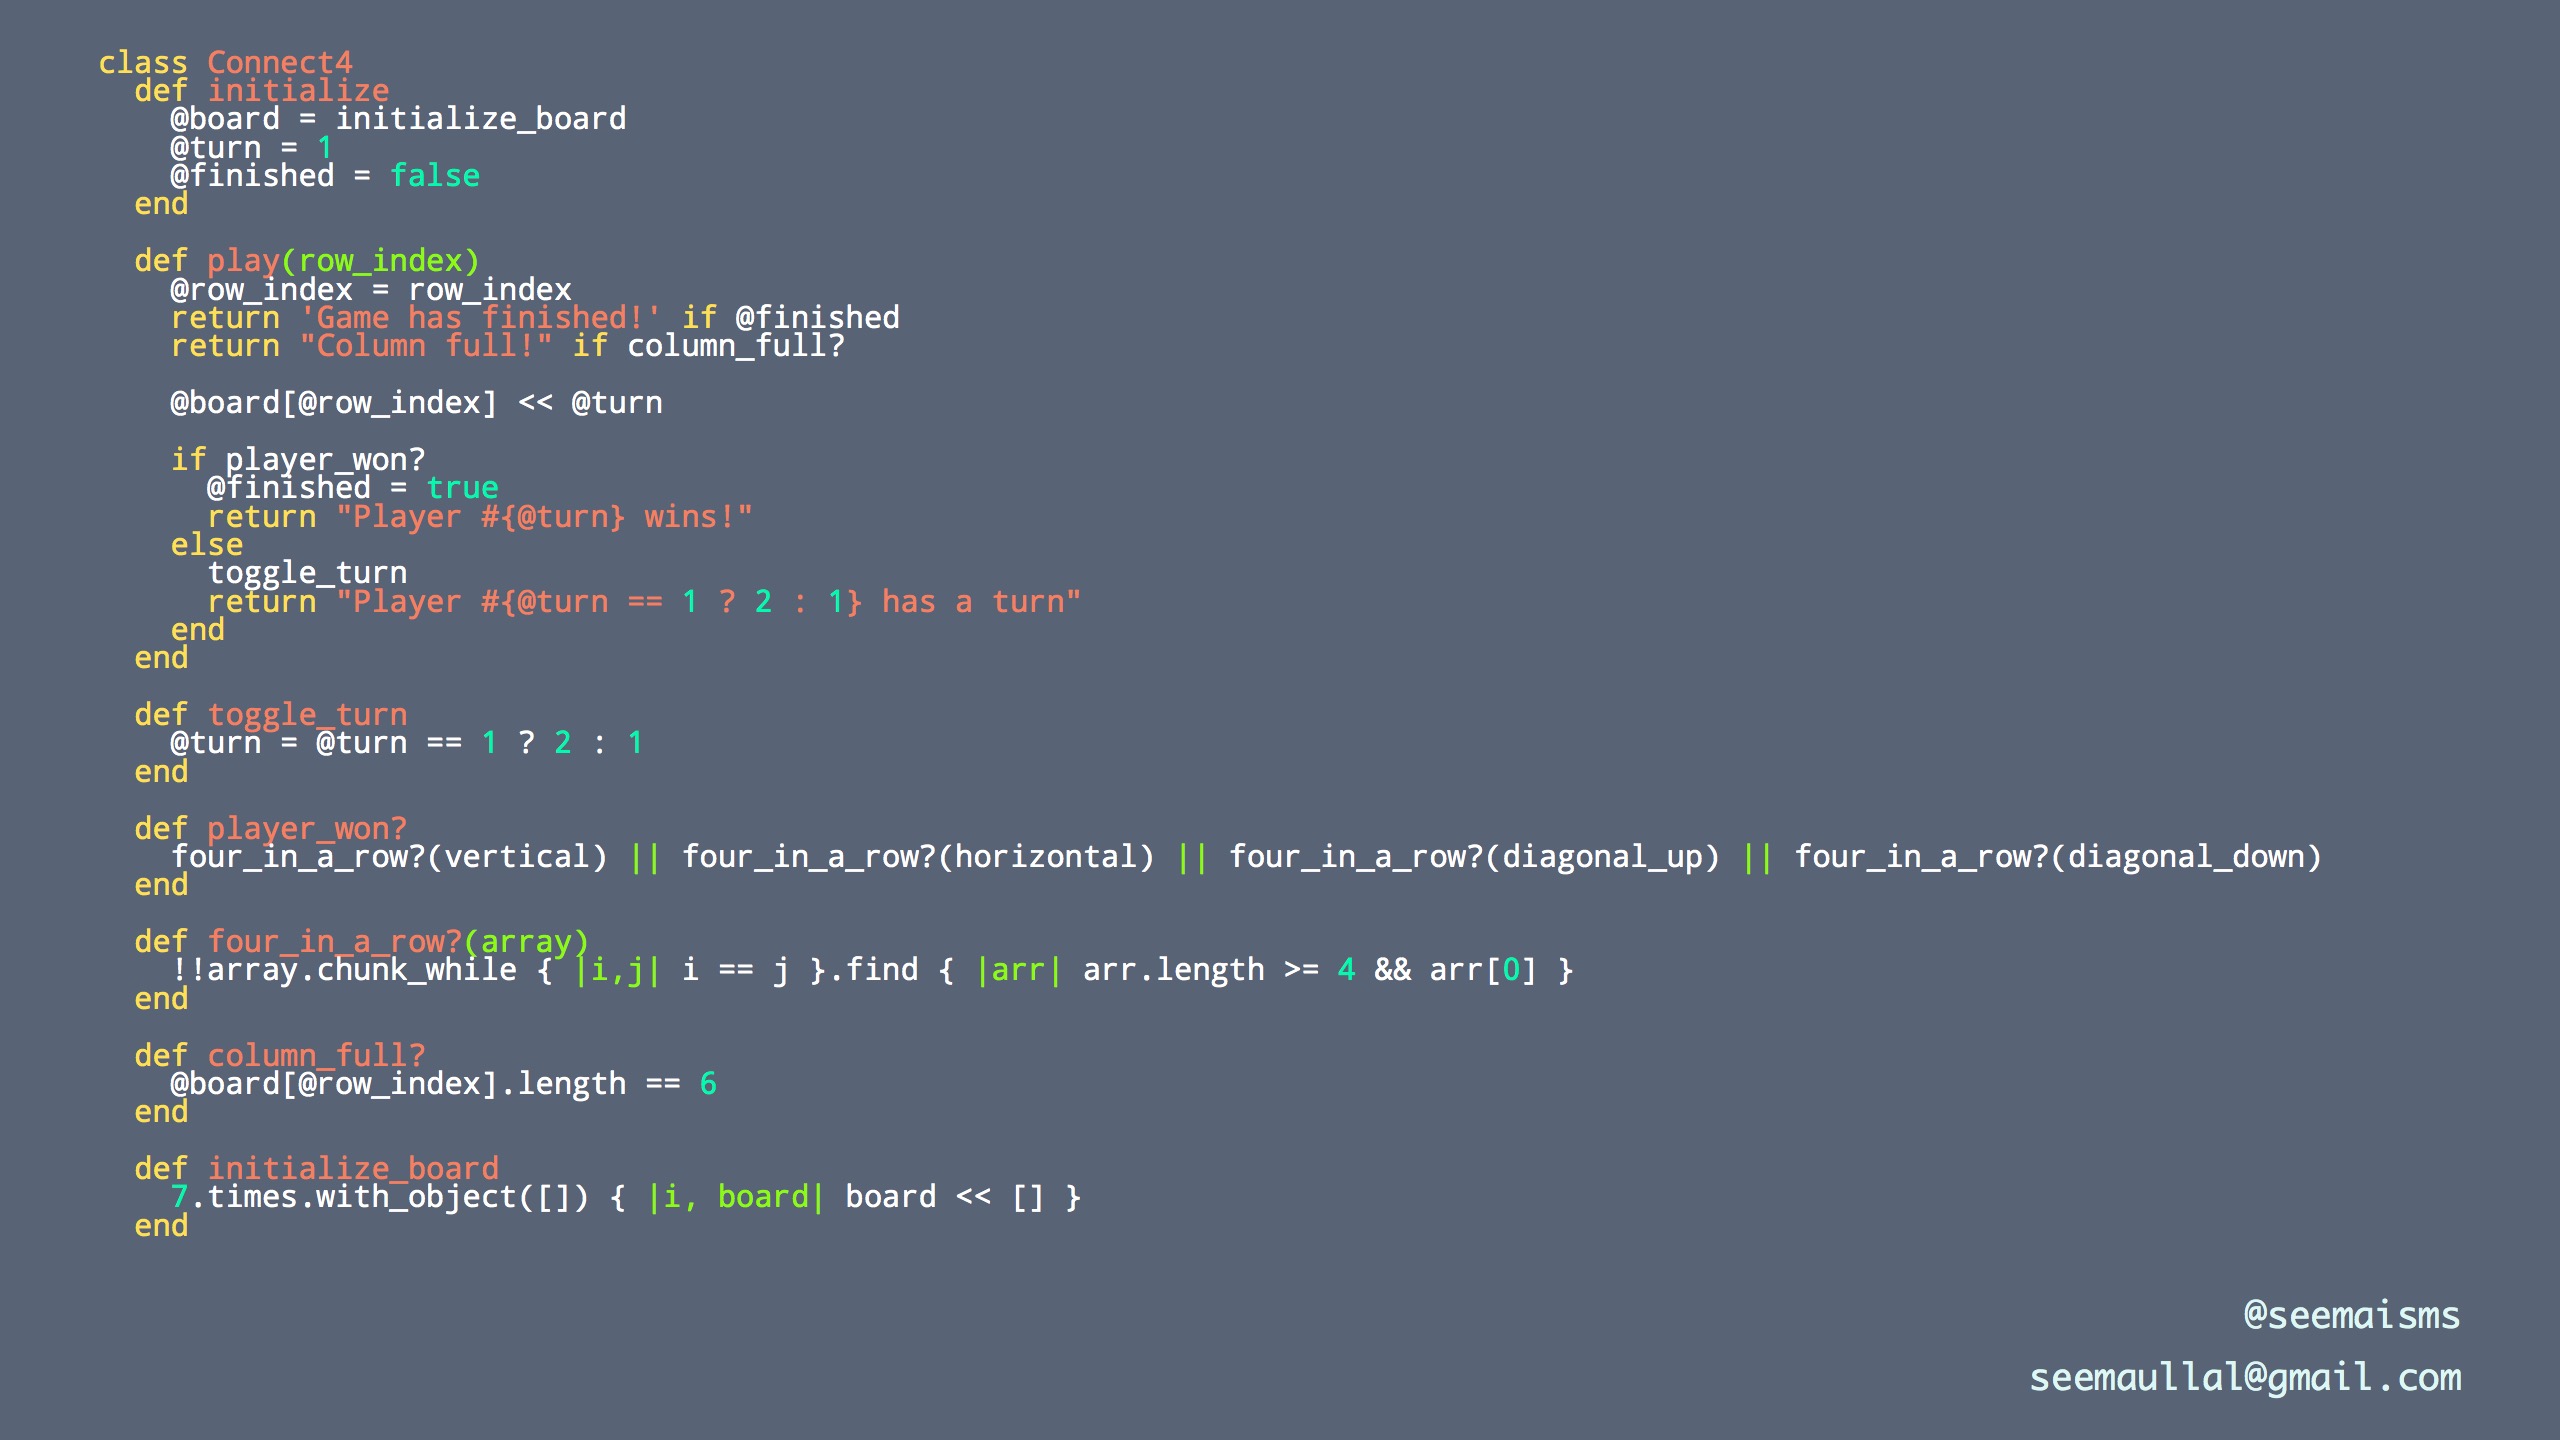 class Connect4
  def initialize
    @board = initialize_board
    @turn = 1
    @finished = false
  end

  def play(row_index)
    @row_index = row_index
    return 'Game has finished!' if @finished
    return "Column full!" if column_full?

    @board[@row_index] << @turn

    if player_won?
      @finished = true
      return "Player #{@turn} wins!"
    else
      toggle_turn
      return "Player #{@turn == 1 ? 2 : 1} has a turn"
    end
  end

  def toggle_turn
    @turn = @turn == 1 ? 2 : 1
  end

  def player_won?
    four_in_a_row?(vertical) || four_in_a_row?(horizontal) || four_in_a_row?(diagonal_up) || four_in_a_row?(diagonal_down)
  end

  def four_in_a_row?(array)
    !!array.chunk_while { |i,j| i == j }.find { |arr| arr.length >= 4 && arr[0] }
  end

  def column_full?
    @board[@row_index].length == 6
  end

  def initialize_board
    7.times.with_object([]) { |i, board| board << [] }
  end
@seemaisms
seemaullal@gmail.com